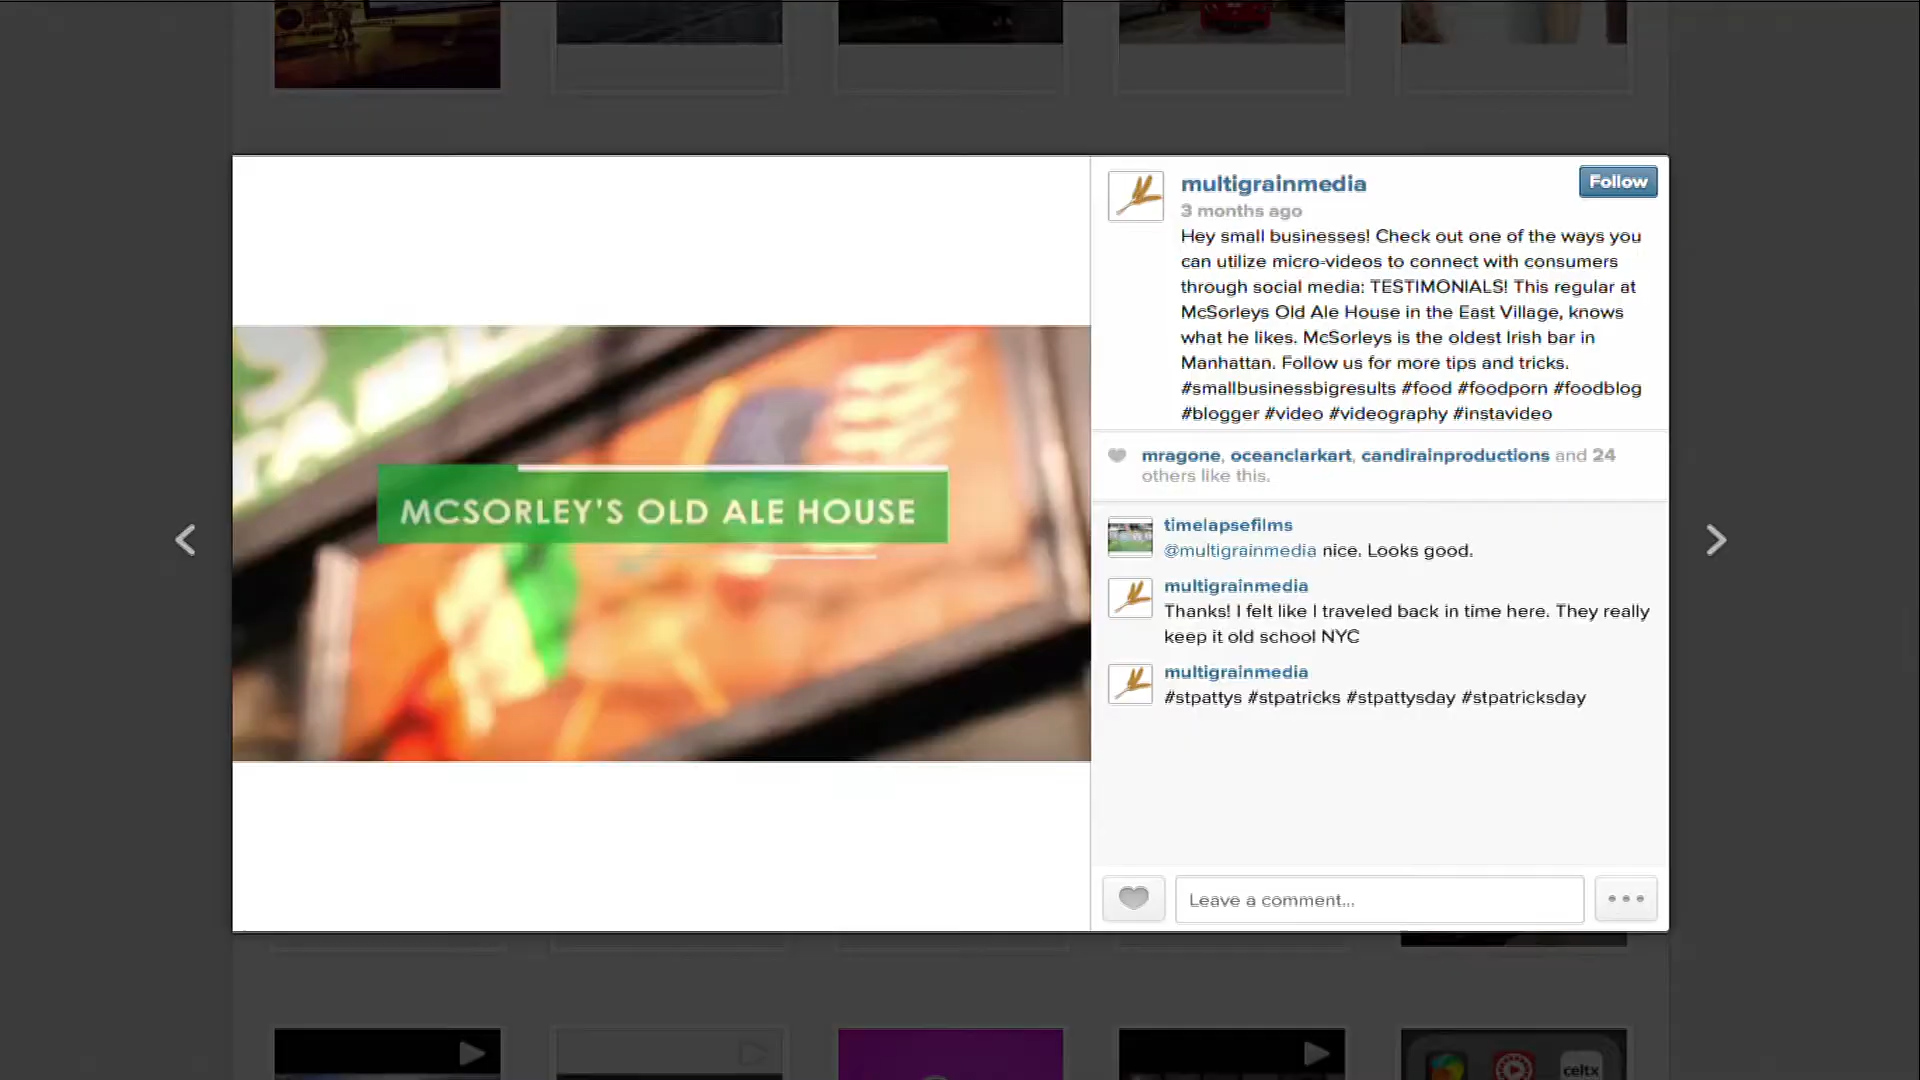 MCSORLEY'S OLD ALE HOUSE
multigrainmedia
Follow
3 months ago
Hey small businesses! Check out one of the ways you
can utilize micro-videos to connect with consumers
through social media: TESTIMONIALS! This regular at
McSorleys Old Ale House in the East Village, knows
what he likes. McSorleys is the oldest Irish bar in
Manhattan. Follow us for more tips and tricks.
#smallbusinessbigresults #food #foodporn #foodblog
#blogger #video #videography #instavideo
mragone, oceanclarkart, candirainproductions and 24
others like this.
timelapsefilms
@multigrainmedia nice. Looks good.
multigrainmedia
Thanks! I felt like I traveled back in time here. They really
keep it old school NYC
multigrainmedia
#stpattys #stpatricks #stpattysday #stpatricksday
Leave a comment...
celtx